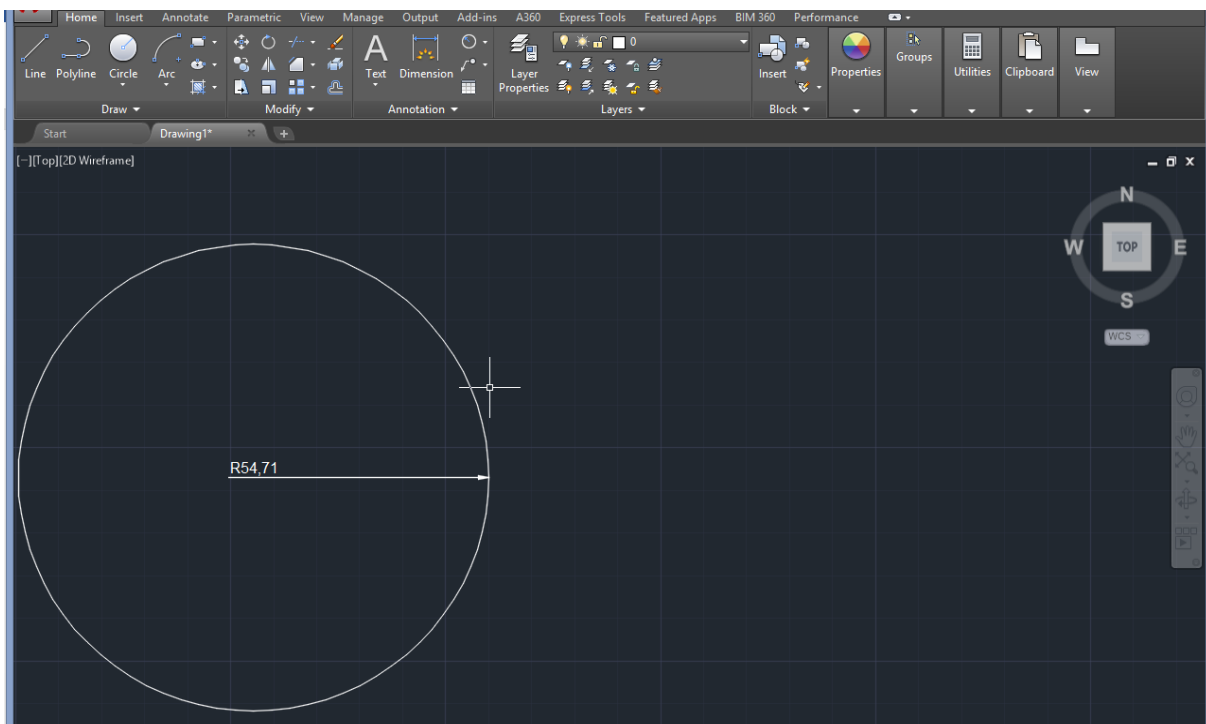 Home Insert Annotate Parametric View Manage Output Add-ins A360 Express Tools Featured Apps BIM 360 Performance
Line Polyline Circle Arc Text Dimension Layer Properties 0 Insert Properties Groups Utilities Clipboard View
Draw Modify Annotation Layers Block
Start Drawing1* +
[−][Top][2D Wireframe]
N
W TOP E
S
WCS
R54,71